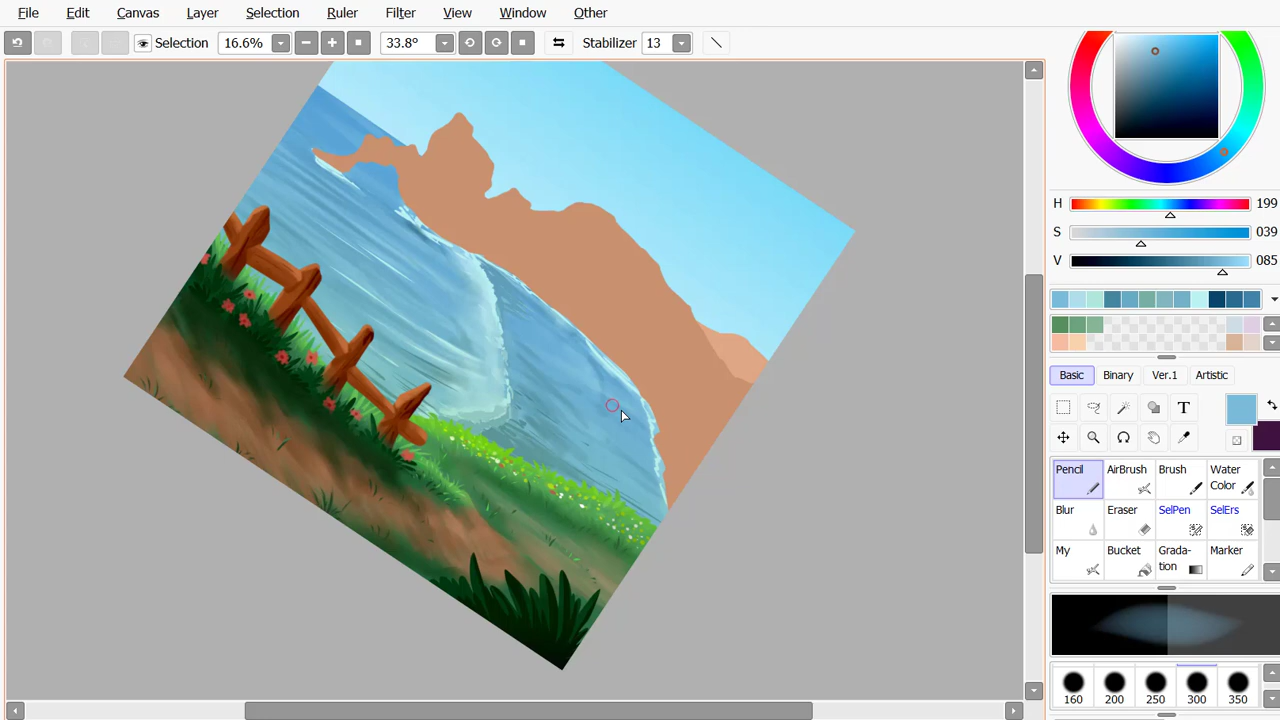 File Edit Canvas Layer Selection Ruler Filter View Window Other
Selection 16.6% 33.8° Stabilizer 13
H 199
S 039
V 085
Basic Binary Ver.1 Artistic
T
Pencil AirBrush Brush Water Color
Blur Eraser SelPen SelErs
My Bucket Grada-tion Marker
160 200 250 300 350